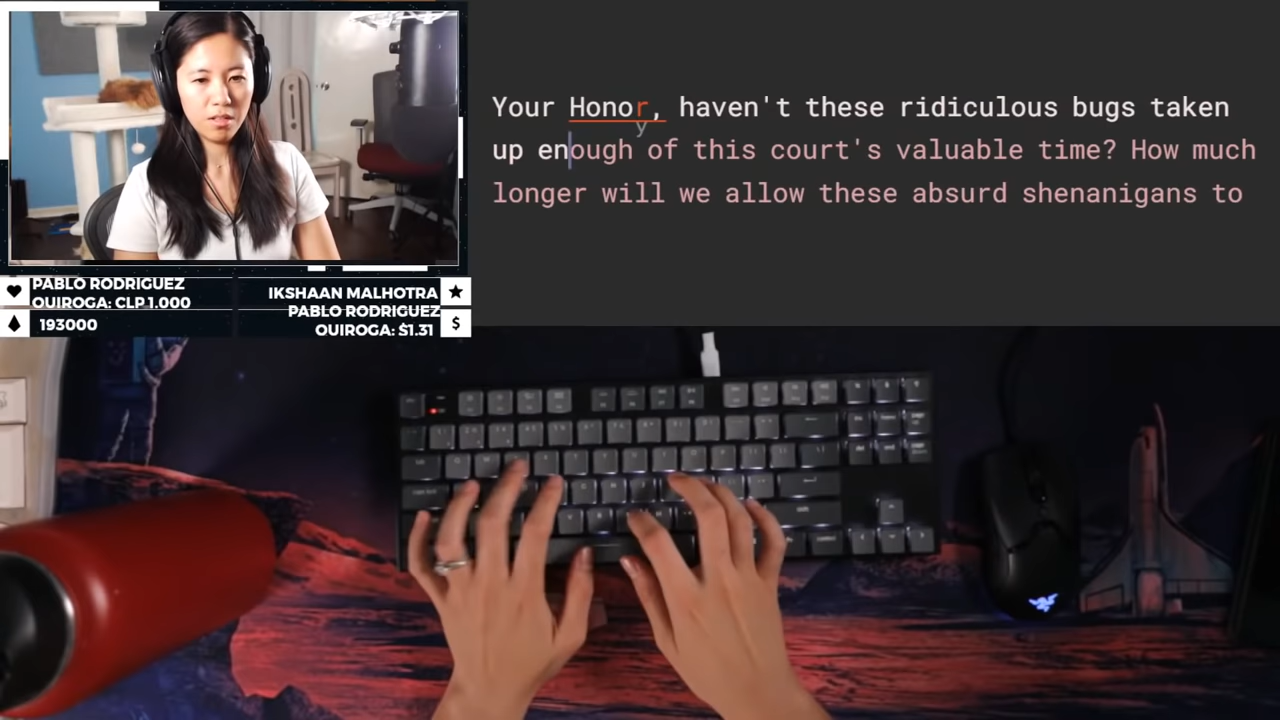 Your Honor, haven't these ridiculous bugs taken
y
up enough of this court's valuable time? How much
longer will we allow these absurd shenanigans to
PABLO RODRIGUEZ
QUIROGA: CLP 1.000
IKSHAAN MALHOTRA
193000
PABLO RODRIGUEZ
QUIROGA: $1.31
$